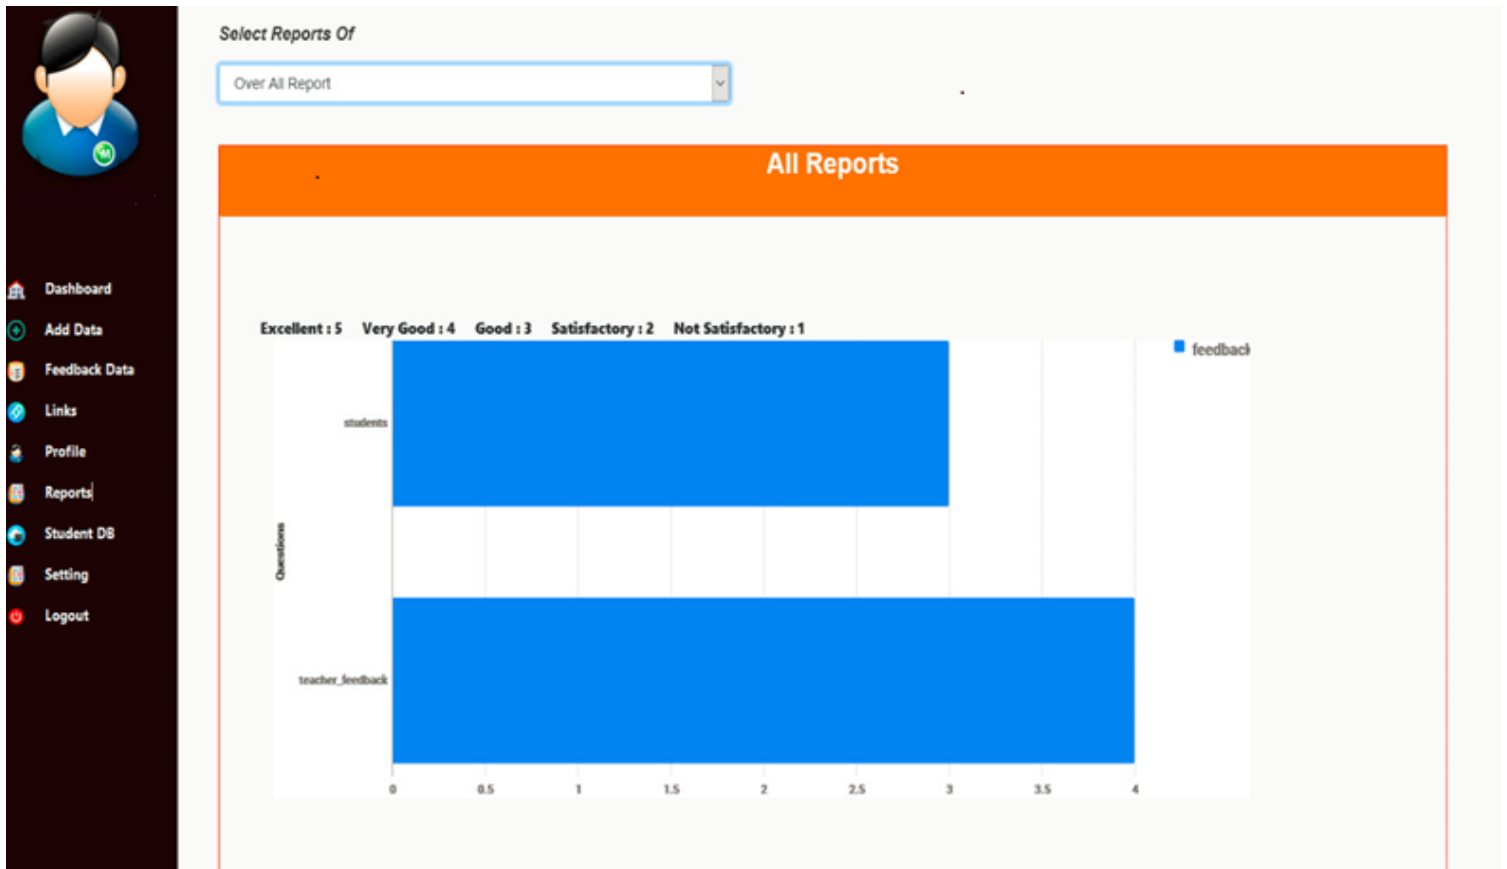 Select Reports Of
Over All Report
All Reports
Dashboard
Add Data
Feedback Data
Links
Profile
Reports
Student DB
Setting
Logout
Excellent : 5 Very Good : 4 Good : 3 Satisfactory : 2 Not Satisfactory : 1
feedback
students
Questions
teacher_feedback
0 0.5 1 1.5 2 2.5 3 3.5 4